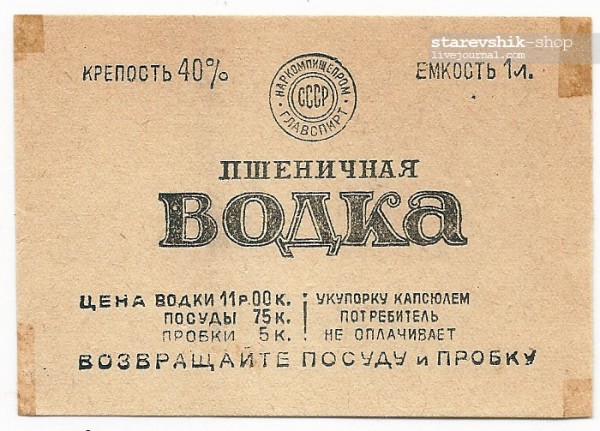 starevshik-shop
livejournal.com
КРЕПОСТЬ 40%
НАРКОМПИЩЕПРОМ
СССР
ГЛАВСПИРТ
ЕМКОСТЬ 1л.
ПШЕНИЧНАЯ
ВОДКА
ЦЕНА ВОДКИ 11р.00к.
ПОСУДЫ 75к.
ПРОБКИ 5к.
УКУПОРКУ КАПСЮЛЕМ
ПОТРЕБИТЕЛЬ
НЕ ОПЛАЧИВАЕТ
ВОЗВРАЩАЙТЕ ПОСУДУ и ПРОБКУ